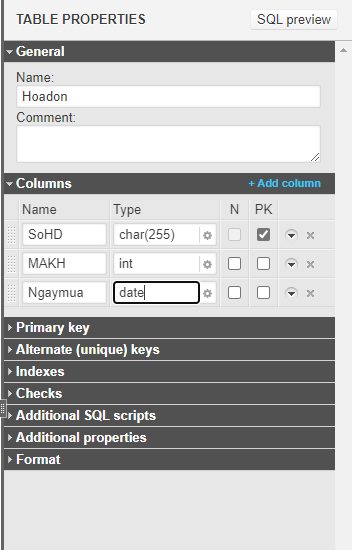 TABLE PROPERTIES SQL preview
General
Name:
Hoadon
Comment:
Columns + Add column
Name Type N PK
SoHD char(255)
MAKH int
Ngaymua date
Primary key
Alternate (unique) keys
Indexes
Checks
Additional SQL scripts
Additional properties
Format